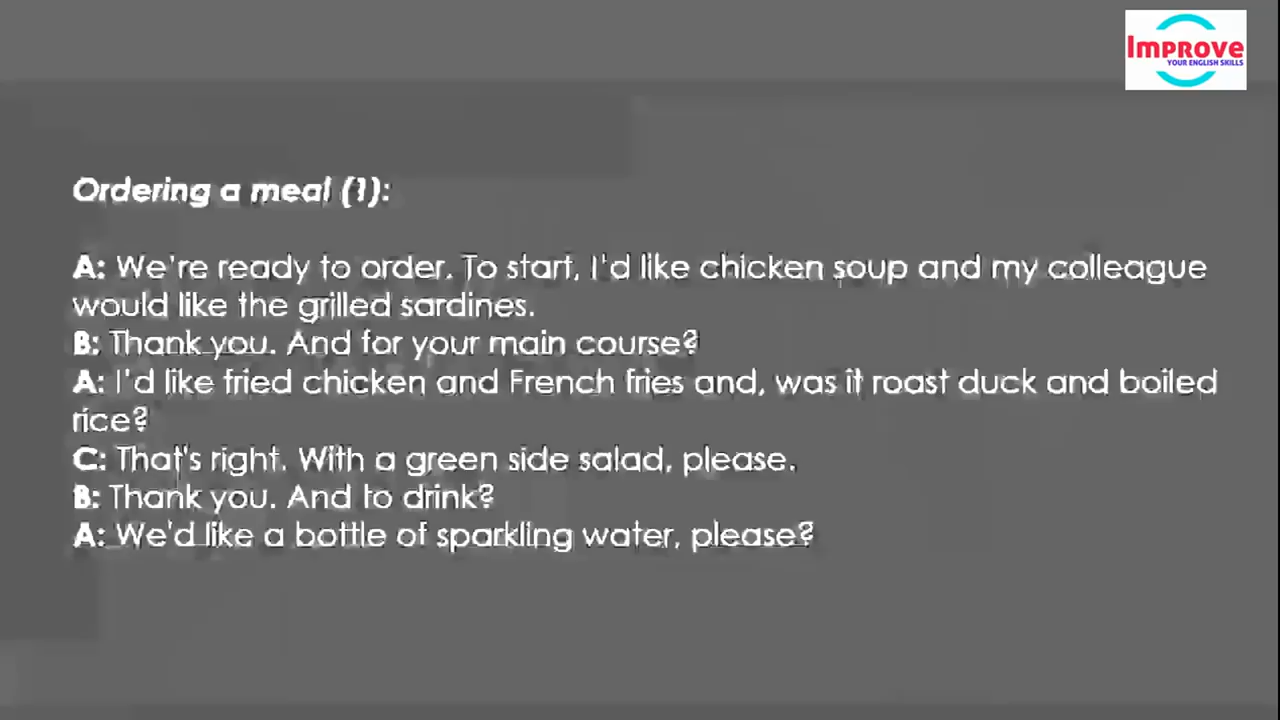 Improve
YOUR ENGLISH SKILLS
Ordering a meal (1):
A: We're ready to order. To start, I'd like chicken soup and my colleague
would like the grilled sardines.
B: Thank you. And for your main course?
A: I'd like fried chicken and French fries and, was it roast duck and boiled
rice?
C: That's right. With a green side salad, please.
B: Thank you. And to drink?
A: We'd like a bottle of sparkling water, please?